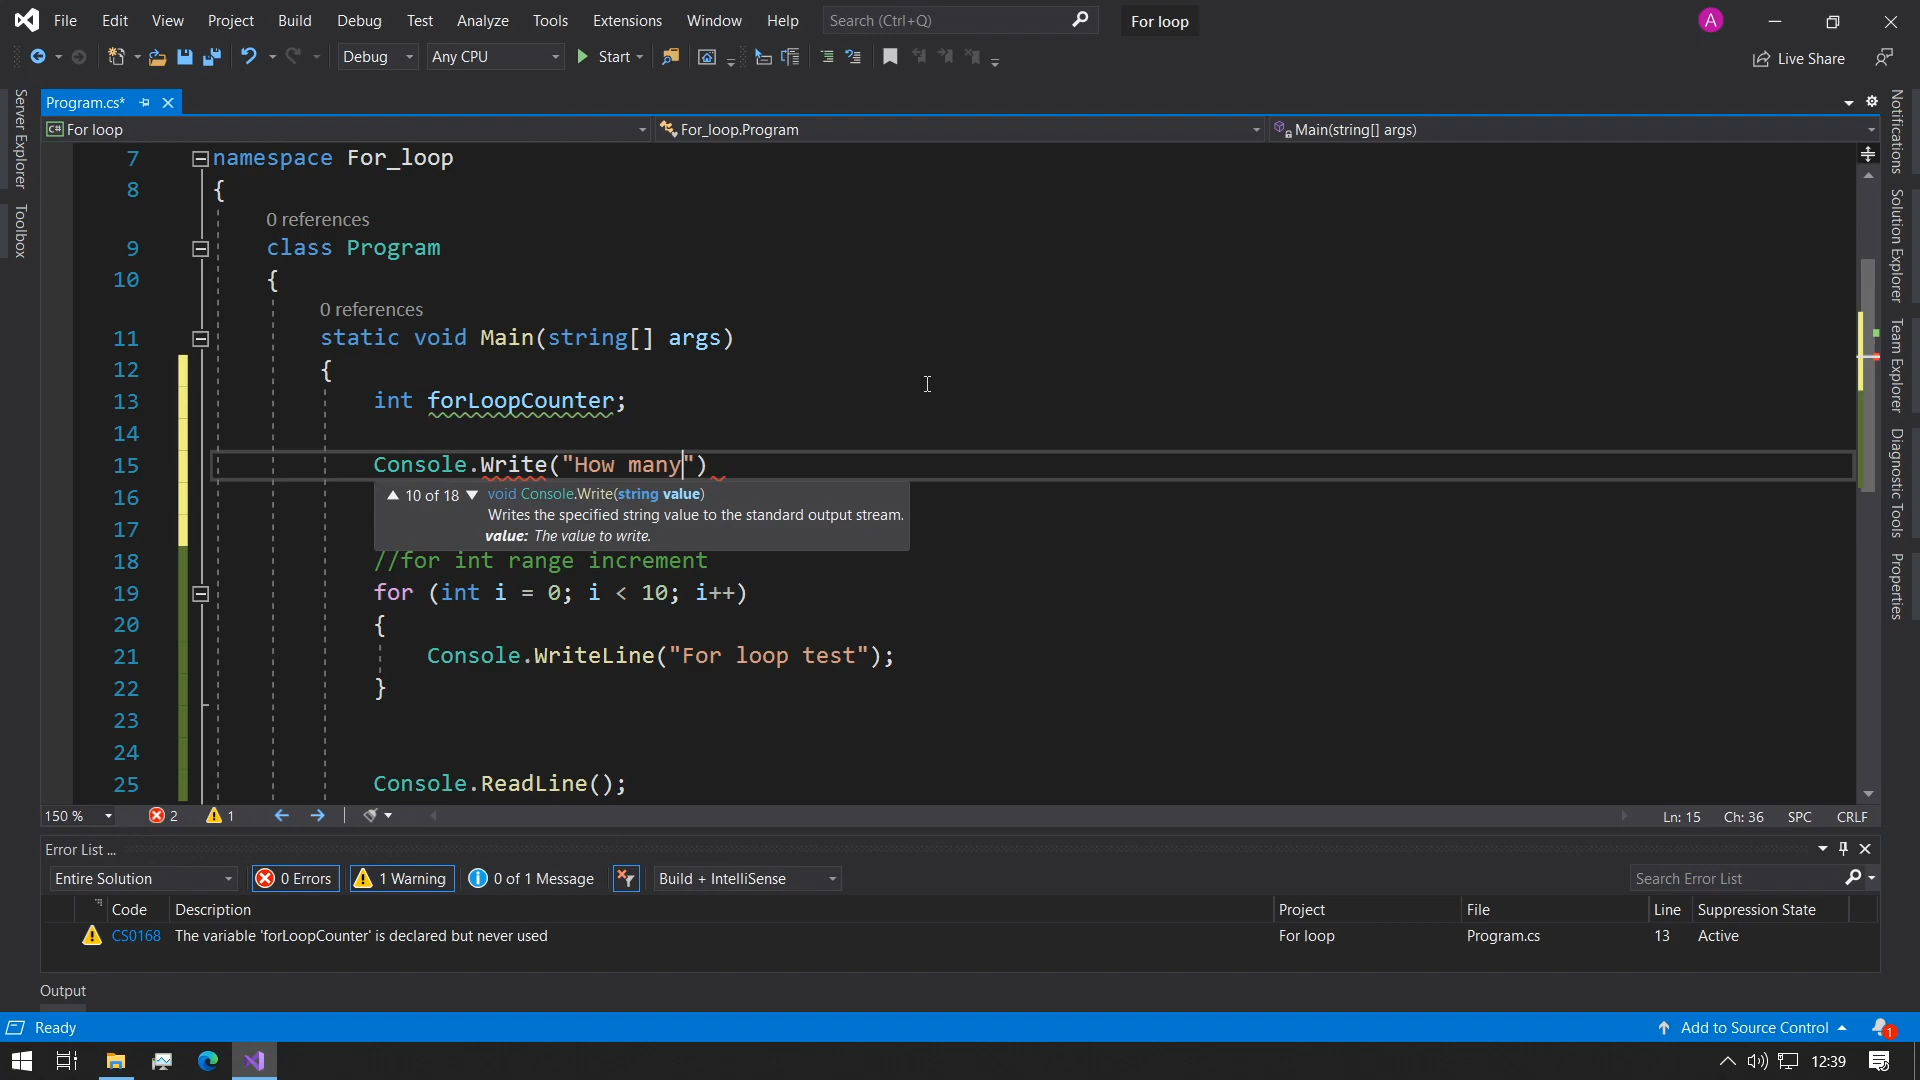 File Edit View Project Build Debug Test Analyze Tools Extensions Window Help Search (Ctrl+Q) For loop A
Debug Any CPU Start Live Share
Program.cs*
C# For loop For_loop.Program Main(string[] args)
7 namespace For_loop
8 {
0 references
9 class Program
10 {
0 references
11 static void Main(string[] args)
12 {
13 int forLoopCounter;
14
15 Console.Write("How many")
16 10 of 18 void Console.Write(string value)
Writes the specified string value to the standard output stream.
17 value: The value to write.
18 //for int range increment
19 for (int i = 0; i < 10; i++)
20 {
21 Console.WriteLine("For loop test");
22 }
23
24
25 Console.ReadLine();
Server Explorer
Toolbox
Notifications
Solution Explorer
Team Explorer
Diagnostic Tools
Properties
150 % 2 1 Ln: 15 Ch: 36 SPC CRLF
Error List ...
Entire Solution 0 Errors 1 Warning 0 of 1 Message Build + IntelliSense Search Error List
Code Description Project File Line Suppression State
CS0168 The variable 'forLoopCounter' is declared but never used For loop Program.cs 13 Active
Output
Ready Add to Source Control 1
12:39